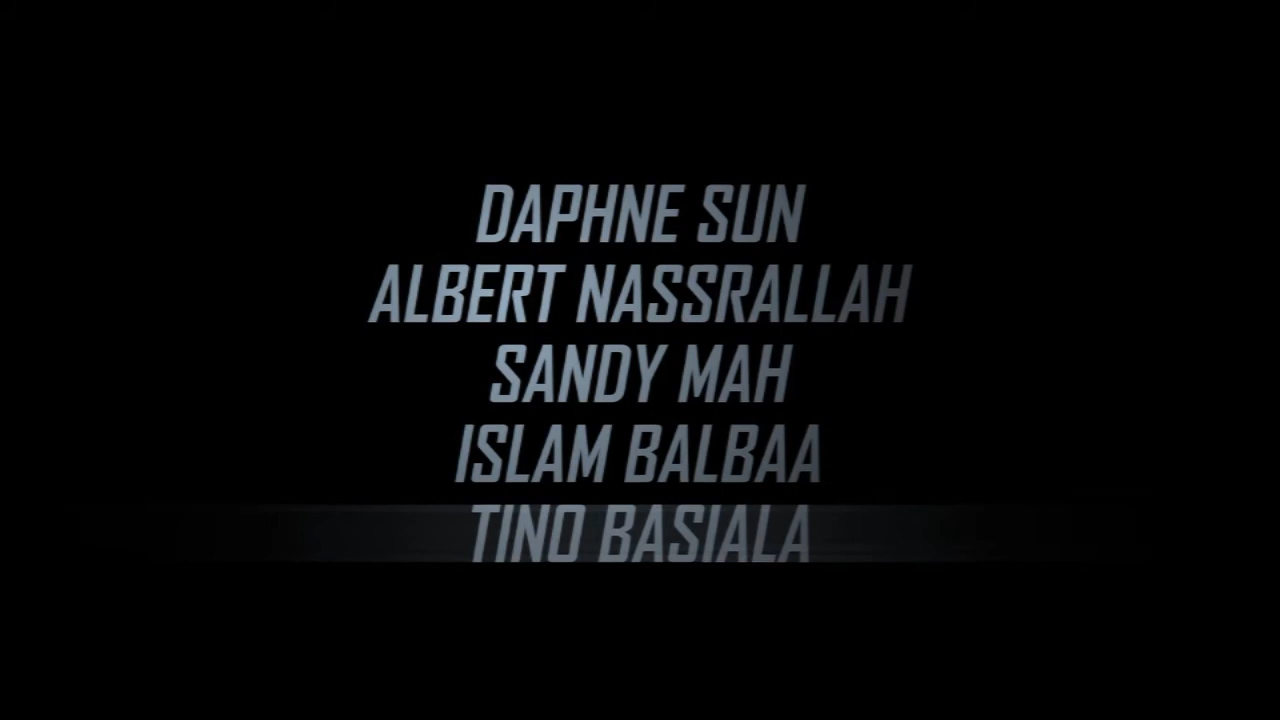 DAPHNE SUN
ALBERT NASSRALLAH
SANDY MAH
ISLAM BALBAA
TINO BASIALA